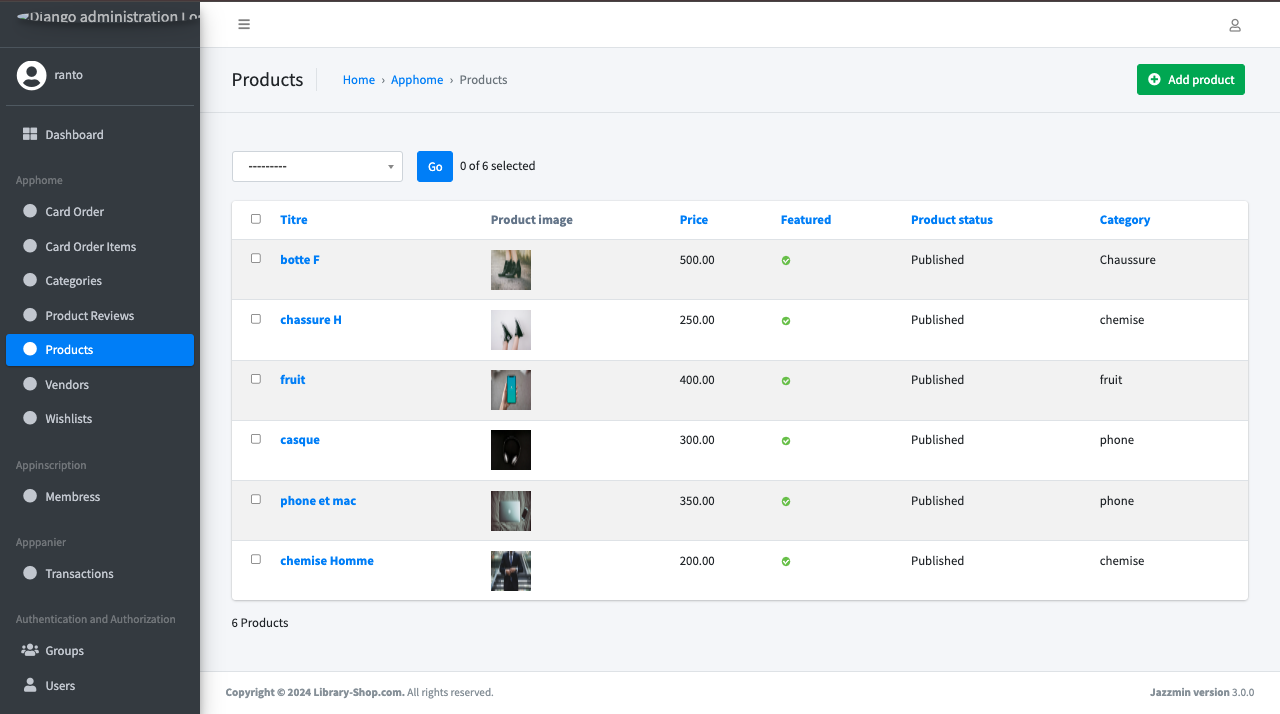 Django administration Lo
ranto
Dashboard
Apphome
Card Order
Card Order Items
Categories
Product Reviews
Products
Vendors
Wishlists
Appinscription
Membress
Apppanier
Transactions
Authentication and Authorization
Groups
Users
Products
Home › Apphome › Products
Add product
---------
Go
0 of 6 selected
Titre Product image Price Featured Product status Category
botte F 500.00 Published Chaussure
chassure H 250.00 Published chemise
fruit 400.00 Published fruit
casque 300.00 Published phone
phone et mac 350.00 Published phone
chemise Homme 200.00 Published chemise
6 Products
Copyright © 2024 Library-Shop.com. All rights reserved.
Jazzmin version 3.0.0